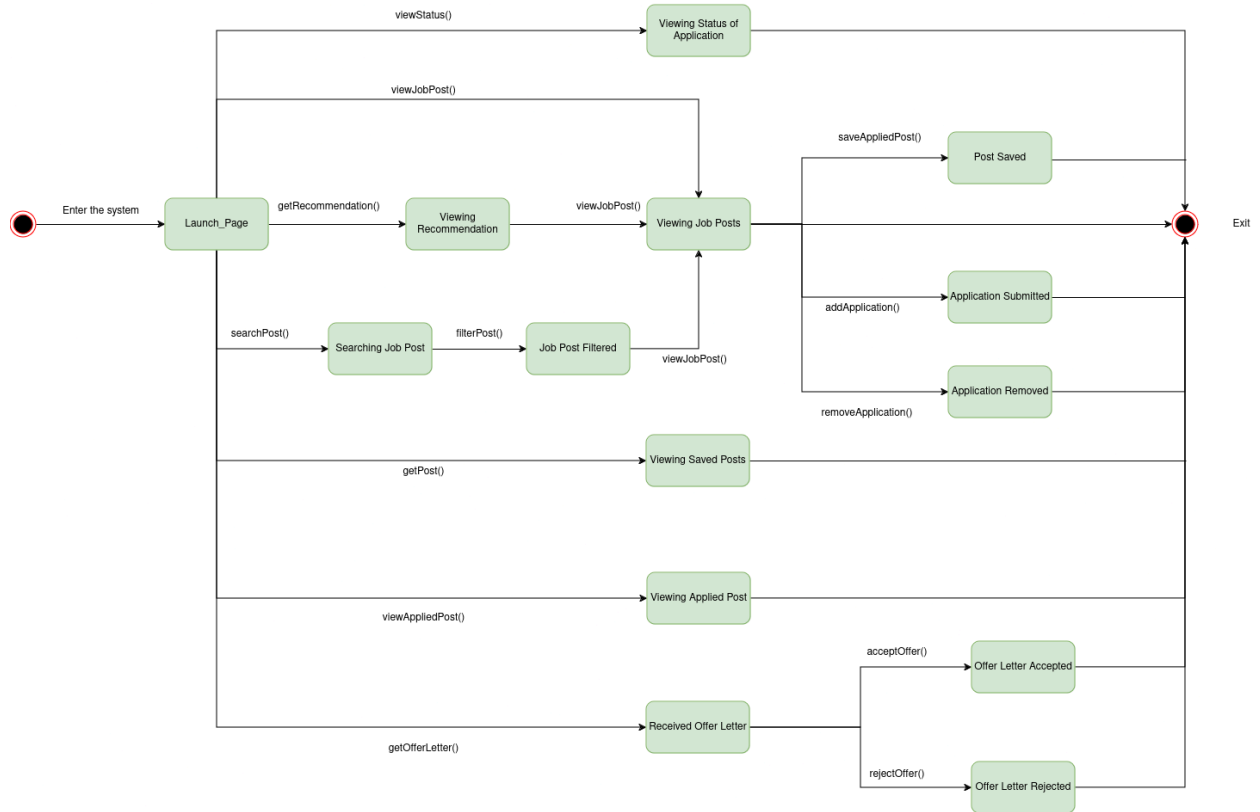 viewStatus()
Viewing Status of
Application
viewJobPost()
saveAppliedPost()
Post Saved
Enter the system
Launch_Page
getRecommendation()
Viewing
Recommendation
viewJobPost()
Viewing Job Posts
Exit
addApplication()
Application Submitted
searchPost()
Searching Job Post
filterPost()
Job Post Filtered
viewJobPost()
Application Removed
removeApplication()
getPost()
Viewing Saved Posts
viewAppliedPost()
Viewing Applied Post
acceptOffer()
Offer Letter Accepted
getOfferLetter()
Received Offer Letter
rejectOffer()
Offer Letter Rejected